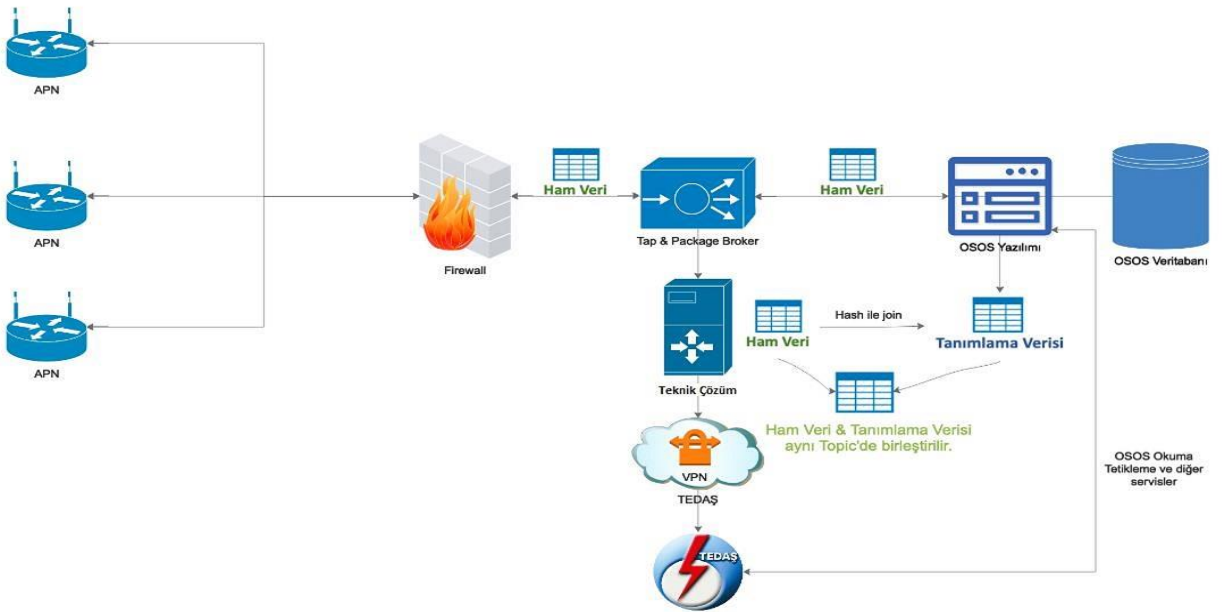 APN
APN
APN
Firewall
Ham Veri
Tap & Package Broker
Ham Veri
OSOS Yazılımı
OSOS Veritabanı
Ham Veri
Hash ile join
Tanımlama Verisi
Teknik Çözüm
Ham Veri & Tanımlama Verisi
aynı Topic'de birleştirilir.
VPN
TEDAŞ
OSOS Okuma
Tetikleme ve diğer
servisler
TEDAŞ